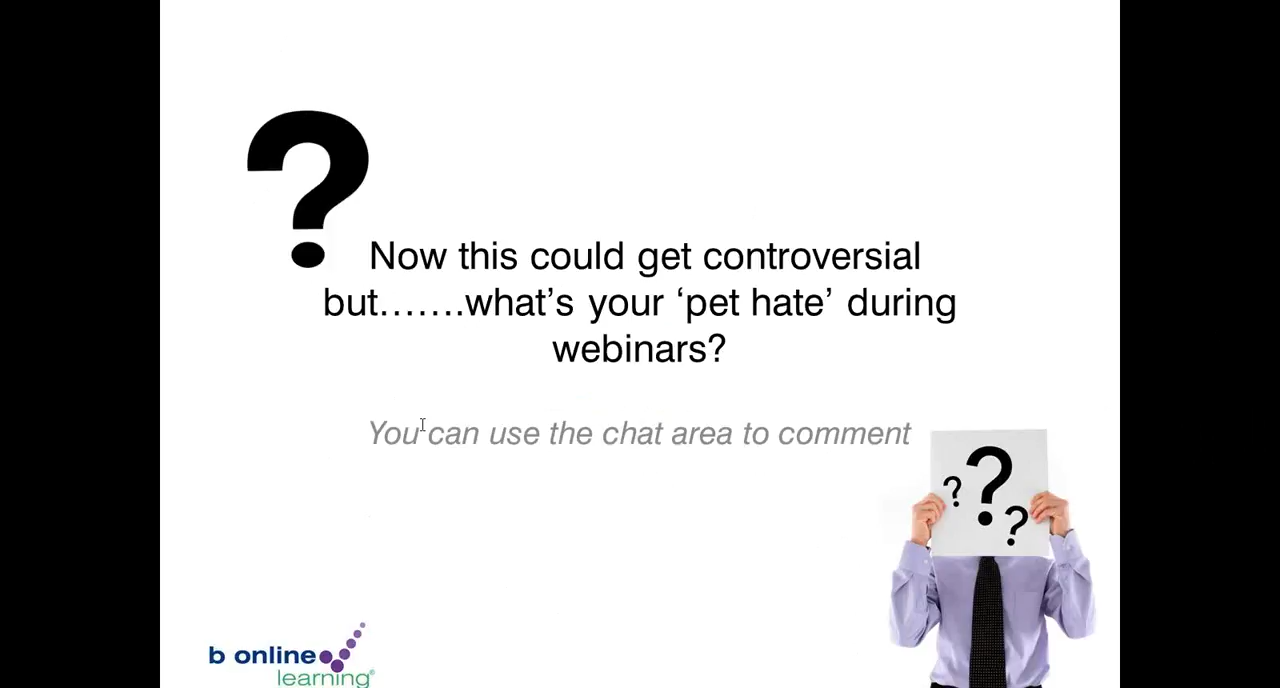 ?
Now this could get controversial
but…….what’s your ‘pet hate’ during
webinars?
You can use the chat area to comment
? ? ?
b online
learning®